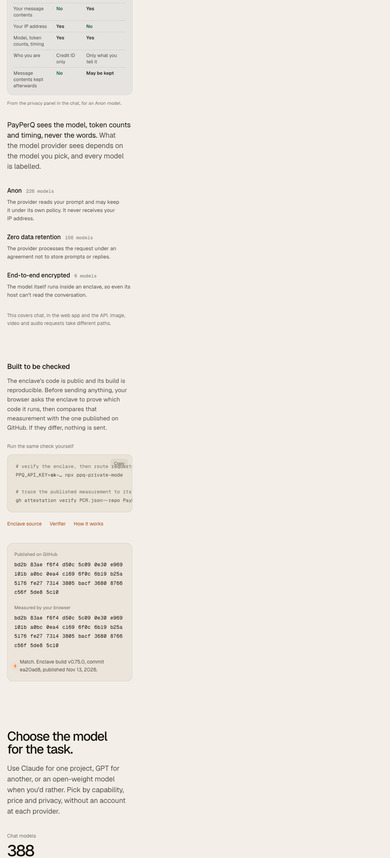 Your message contents No Yes
Your IP address Yes No
Model, token counts, timing Yes Yes
Who you are Credit ID only Only what you tell it
Message contents kept afterwards No May be kept
From the privacy panel in the chat, for an Anon model.
PayPerQ sees the model, token counts
and timing, never the words. What
the model provider sees depends on
the model you pick, and every model
is labelled.
Anon 226 models
The provider reads your prompt and may keep
it under its own policy. It never receives your
IP address.
Zero data retention 156 models
The provider processes the request under an
agreement not to store prompts or replies.
End-to-end encrypted 6 models
The model itself runs inside an enclave, so even its
host can't read the conversation.
This covers chat, in the web app and the API. Image,
video and audio requests take different paths.
Built to be checked
The enclave's code is public and its build is
reproducible. Before sending anything, your
browser asks the enclave to prove which
code it runs, then compares that
measurement with the one published on
GitHub. If they differ, nothing is sent.
Run the same check yourself
Copy
# verify the enclave, then route request
PPQ_API_KEY=sk-… npx ppq-private-mode
# trace the published measurement to its
gh attestation verify PCR.json --repo Pay
Enclave source Verifier How it works
Published on GitHub
bd2b 83ae f6f4 d50c 5c09 0e30 e969
101b a0bc 0ea4 c169 6f0c 6b19 b25a
5176 fe27 7314 3805 bacf 3680 8766
c56f 5de8 5c10
Measured by your browser
bd2b 83ae f6f4 d50c 5c09 0e30 e969
101b a0bc 0ea4 c169 6f0c 6b19 b25a
5176 fe27 7314 3805 bacf 3680 8766
c56f 5de8 5c10
Match. Enclave build v0.75.0, commit
ea20ad8, published Nov 13, 2026.
Choose the model
for the task.
Use Claude for one project, GPT for
another, or an open-weight model
when you'd rather. Pick by capability,
price and privacy, without an account
at each provider.
Chat models
388